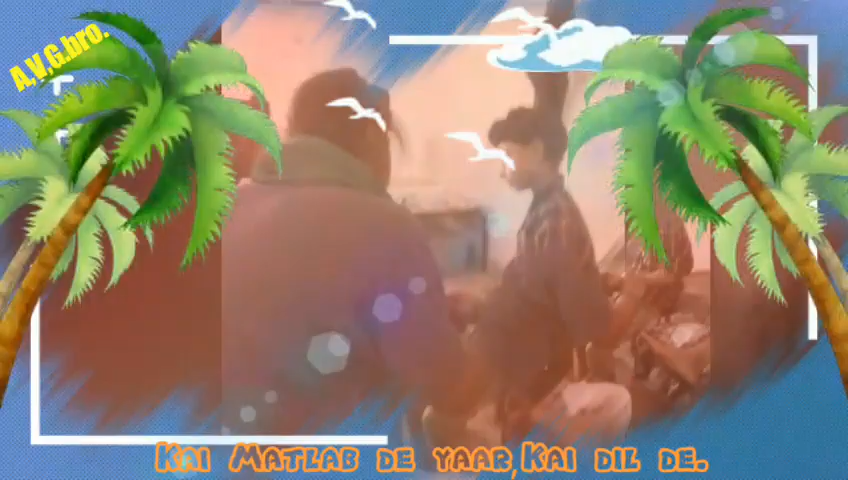 A,V,G.bro.
Kai Matlab de yaar, Kai dil de.